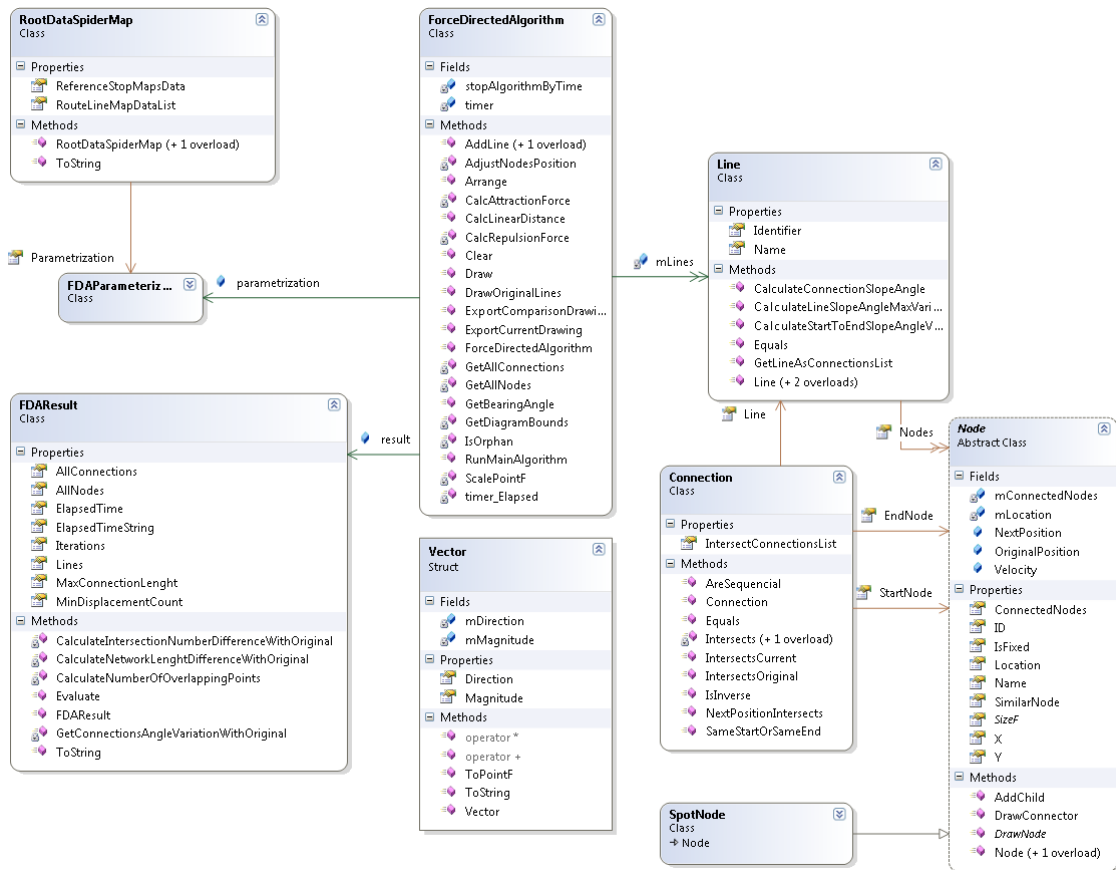 RootDataSpiderMap
Class
Properties
ReferenceStopMapsData
RouteLineMapDataList
Methods
RootDataSpiderMap (+ 1 overload)
ToString
Parametrization
FDAParameteriz...
Class
parametrization
ForceDirectedAlgorithm
Class
Fields
stopAlgorithmByTime
timer
Methods
AddLine (+ 1 overload)
AdjustNodesPosition
Arrange
CalcAttractionForce
CalcLinearDistance
CalcRepulsionForce
Clear
Draw
DrawOriginalLines
ExportComparisonDrawi...
ExportCurrentDrawing
ForceDirectedAlgorithm
GetAllConnections
GetAllNodes
GetBearingAngle
GetDiagramBounds
IsOrphan
RunMainAlgorithm
ScalePointF
timer_Elapsed
mLines
Line
Class
Properties
Identifier
Name
Methods
CalculateConnectionSlopeAngle
CalculateLineSlopeAngleMaxVari...
CalculateStartToEndSlopeAngleV...
Equals
GetLineAsConnectionsList
Line (+ 2 overloads)
FDAResult
Class
Properties
AllConnections
AllNodes
ElapsedTime
ElapsedTimeString
Iterations
Lines
MaxConnectionLenght
MinDisplacementCount
Methods
CalculateIntersectionNumberDifferenceWithOriginal
CalculateNetworkLenghtDifferenceWithOriginal
CalculateNumberOfOverlappingPoints
Evaluate
FDAResult
GetConnectionsAngleVariationWithOriginal
ToString
result
Vector
Struct
Fields
mDirection
mMagnitude
Properties
Direction
Magnitude
Methods
operator *
operator +
ToPointF
ToString
Vector
Line
Nodes
Connection
Class
Properties
IntersectConnectionsList
Methods
AreSequencial
Connection
Equals
Intersects (+ 1 overload)
IntersectsCurrent
IntersectsOriginal
IsInverse
NextPositionIntersects
SameStartOrSameEnd
EndNode
StartNode
Node
Abstract Class
Fields
mConnectedNodes
mLocation
NextPosition
OriginalPosition
Velocity
Properties
ConnectedNodes
ID
IsFixed
Location
Name
SimilarNode
SizeF
X
Y
Methods
AddChild
DrawConnector
DrawNode
Node (+ 1 overload)
SpotNode
Class
Node